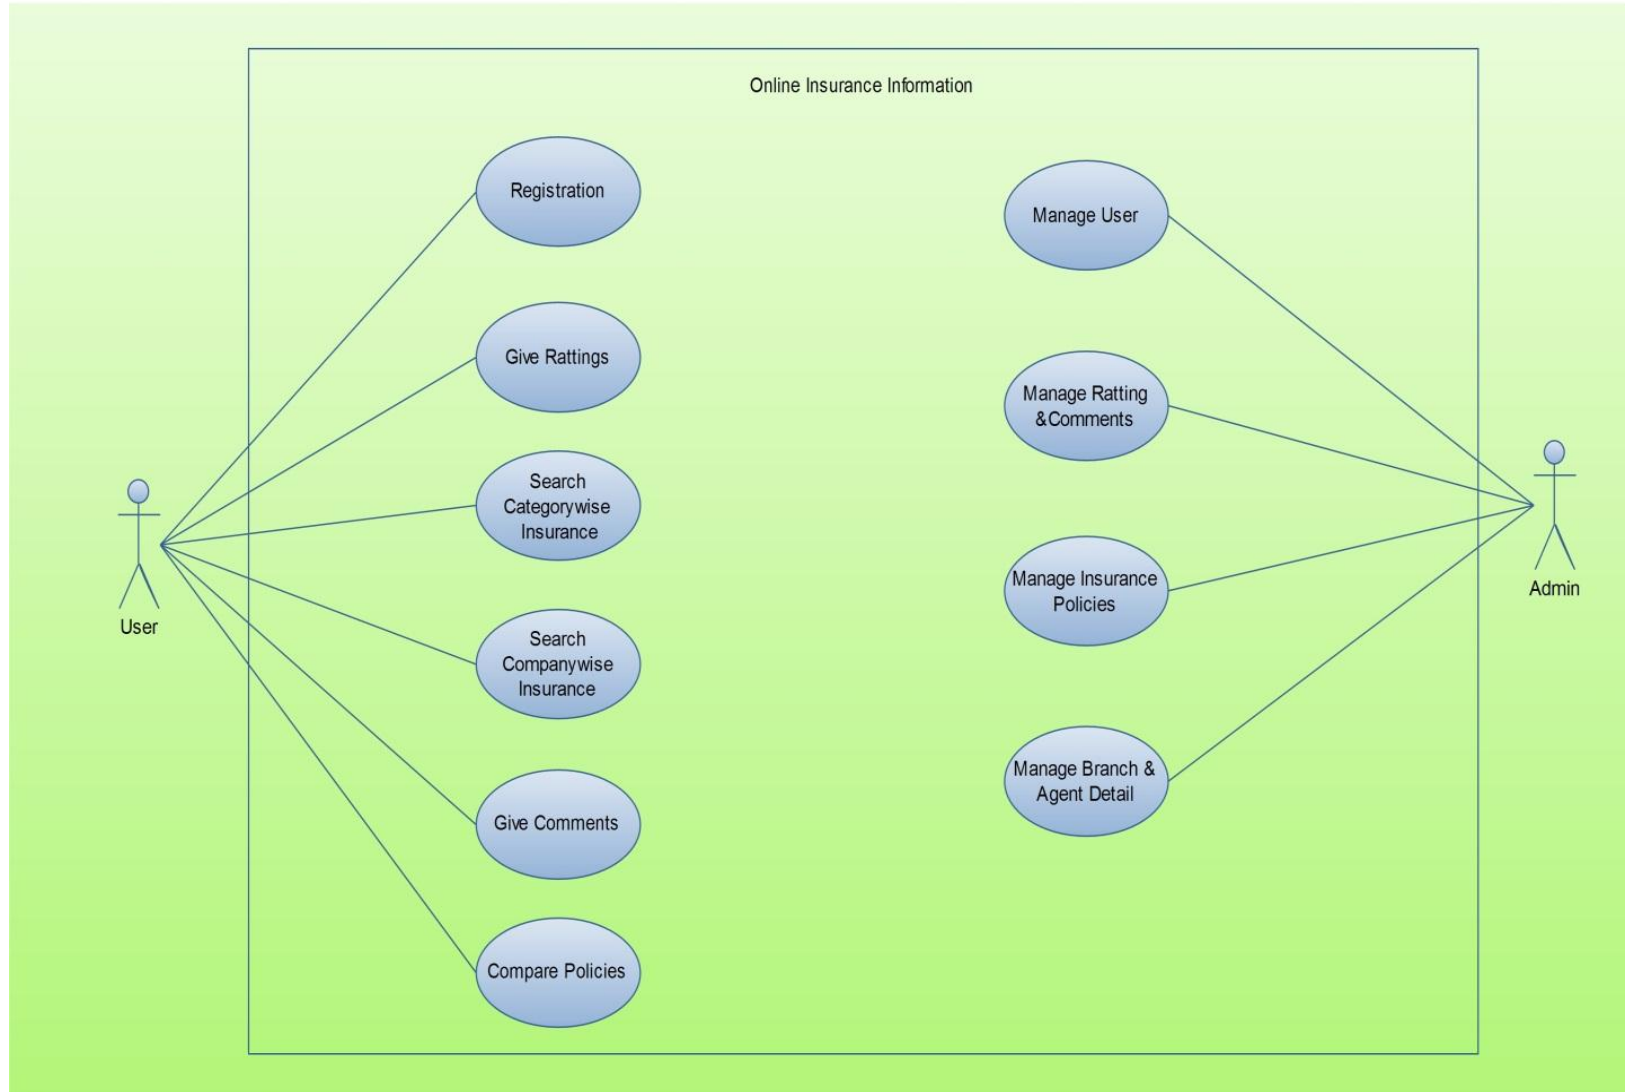 Online Insurance Information
Registration
Give Rattings
Search
Categorywise
Insurance
Search
Companywise
Insurance
Give Comments
Compare Policies
User
Manage User
Manage Ratting
&Comments
Manage Insurance
Policies
Manage Branch &
Agent Detail
Admin